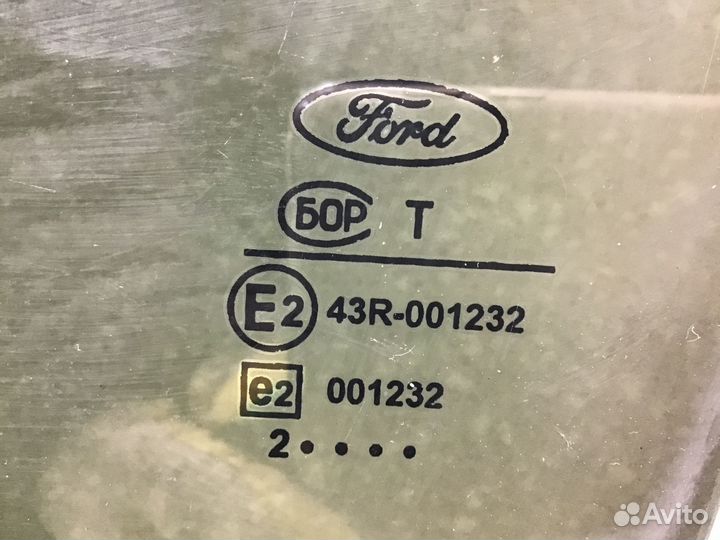 Ford
БОР T
E2 43R-001232
e2 001232
2••••
Avito